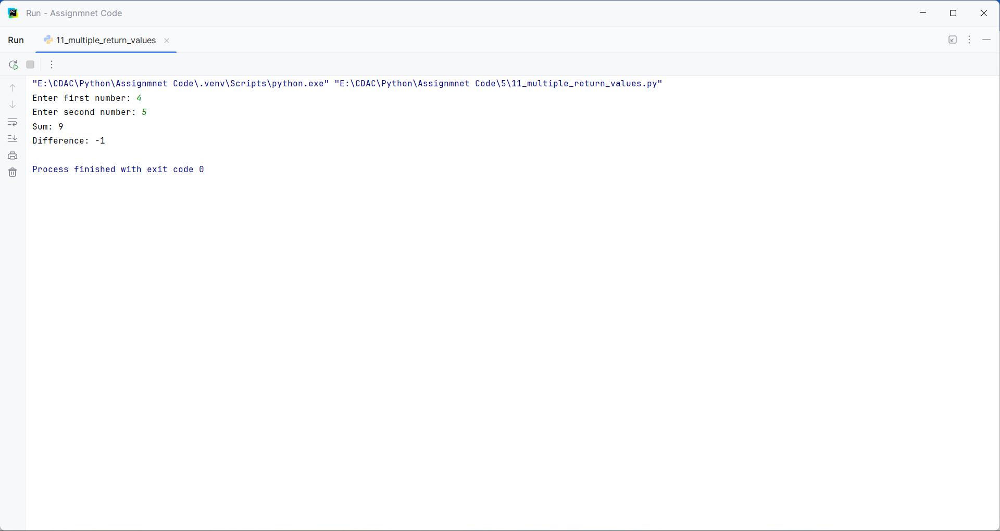 PC
Run - Assignmnet Code
Run
11_multiple_return_values
"E:\CDAC\Python\Assignmnet Code\.venv\Scripts\python.exe" "E:\CDAC\Python\Assignmnet Code\5\11_multiple_return_values.py"
Enter first number: 4
Enter second number: 5
Sum: 9
Difference: -1
Process finished with exit code 0